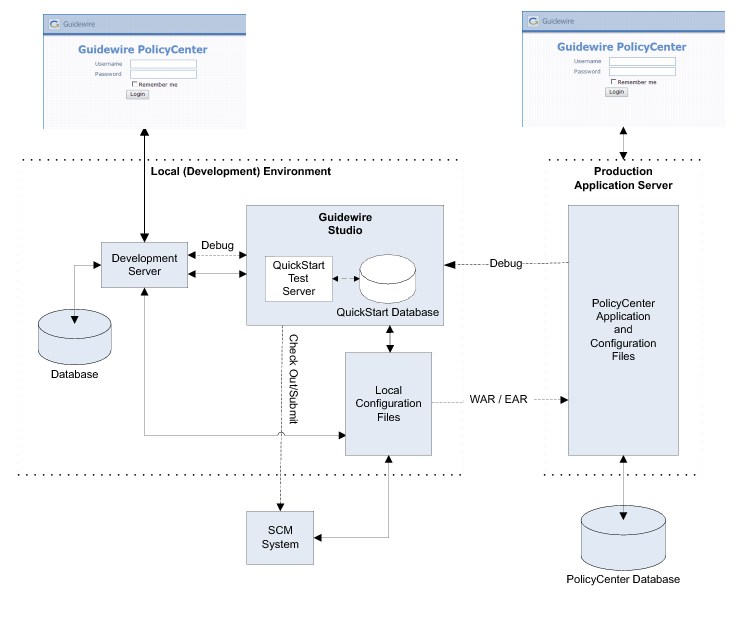 Guidewire
Guidewire PolicyCenter
Username
Password
Remember me
Login
Guidewire
Guidewire PolicyCenter
Username
Password
Remember me
Login
Local (Development) Environment
Production
Application Server
Guidewire
Studio
Debug
Development
Server
QuickStart
Test
Server
QuickStart Database
Debug
PolicyCenter
Application
and
Configuration
Files
Database
Check Out/Submit
Local
Configuration
Files
WAR / EAR
SCM
System
PolicyCenter Database